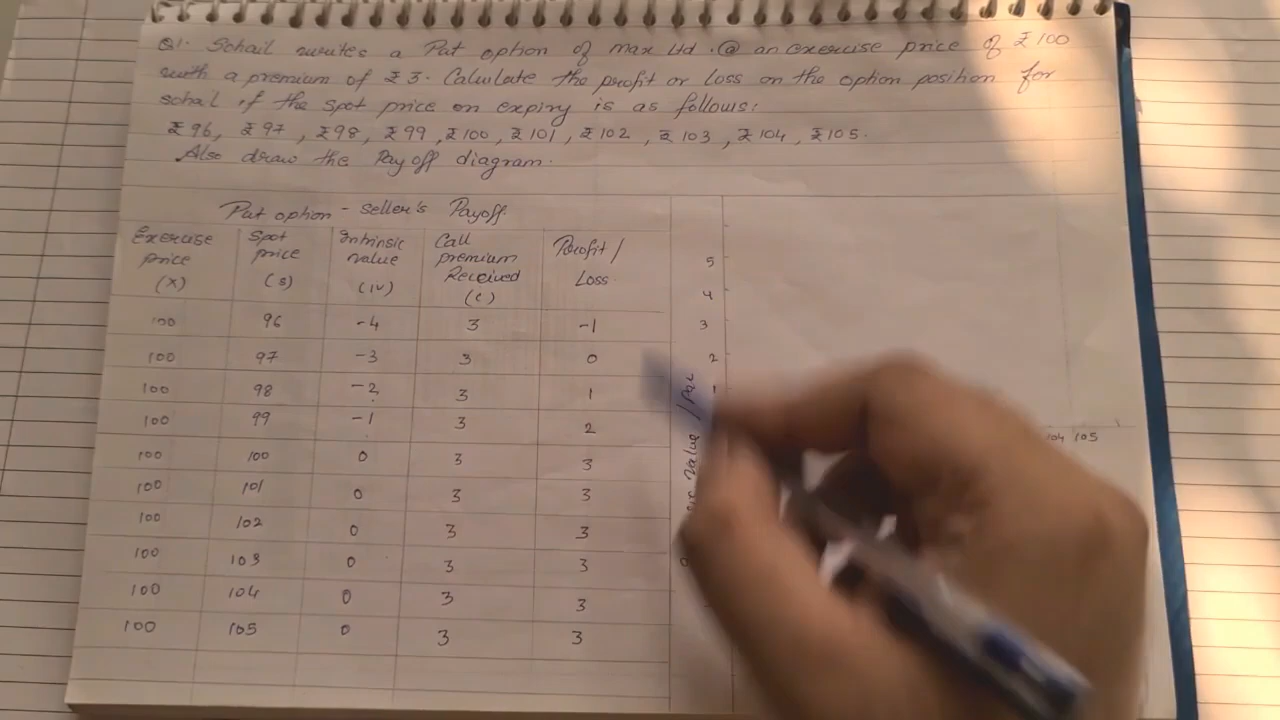 Q1. Sohail writes a Put option of Max Ltd. @ an exercise price of ₹100
with a premium of ₹3. Calculate the profit or Loss on the option position for
Sohail if the spot price on expiry is as follows:
₹96, ₹97, ₹98, ₹99, ₹100, ₹101, ₹102, ₹103, ₹104, ₹105.
Also draw the Pay off diagram.
Put option - Seller's Payoff.
Exercise price (X) Spot price (S) Intrinsic value (IV) Call premium Received (C) Profit / Loss
100 96 -4 3 -1
100 97 -3 3 0
100 98 -2 3 1
100 99 -1 3 2
100 100 0 3 3
100 101 0 3 3
100 102 0 3 3
100 103 0 3 3
100 104 0 3 3
100 105 0 3 3
5
4
3
2
Value /
104 105